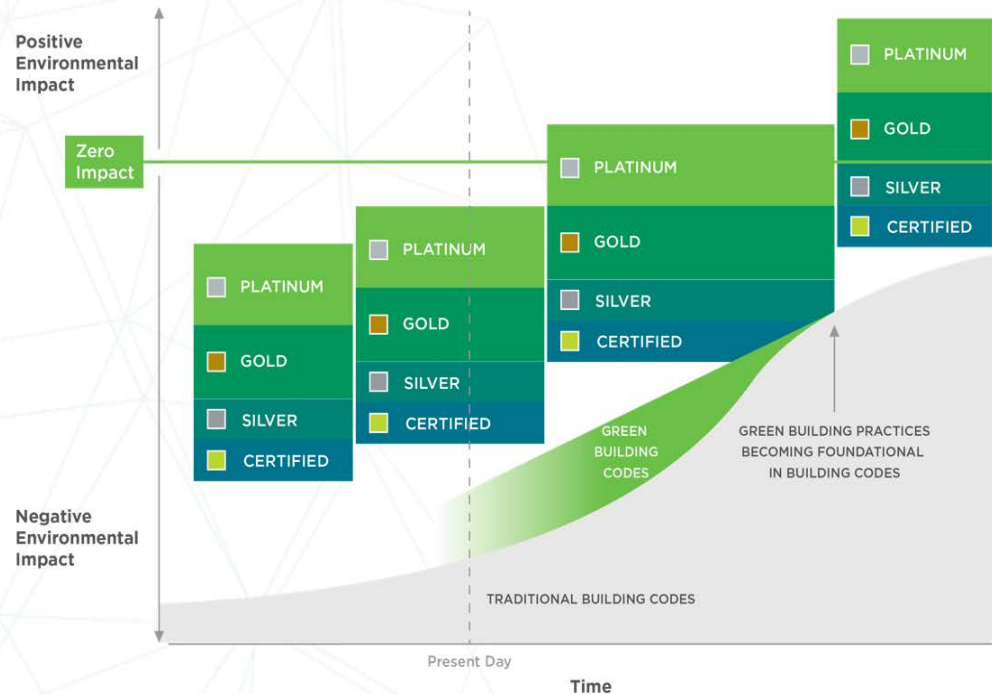 Positive
Environmental
Impact
Zero
Impact
Negative
Environmental
Impact
PLATINUM
GOLD
SILVER
CERTIFIED
PLATINUM
GOLD
SILVER
CERTIFIED
PLATINUM
GOLD
SILVER
CERTIFIED
PLATINUM
GOLD
SILVER
CERTIFIED
GREEN
BUILDING
CODES
GREEN BUILDING PRACTICES
BECOMING FOUNDATIONAL
IN BUILDING CODES
TRADITIONAL BUILDING CODES
Present Day
Time